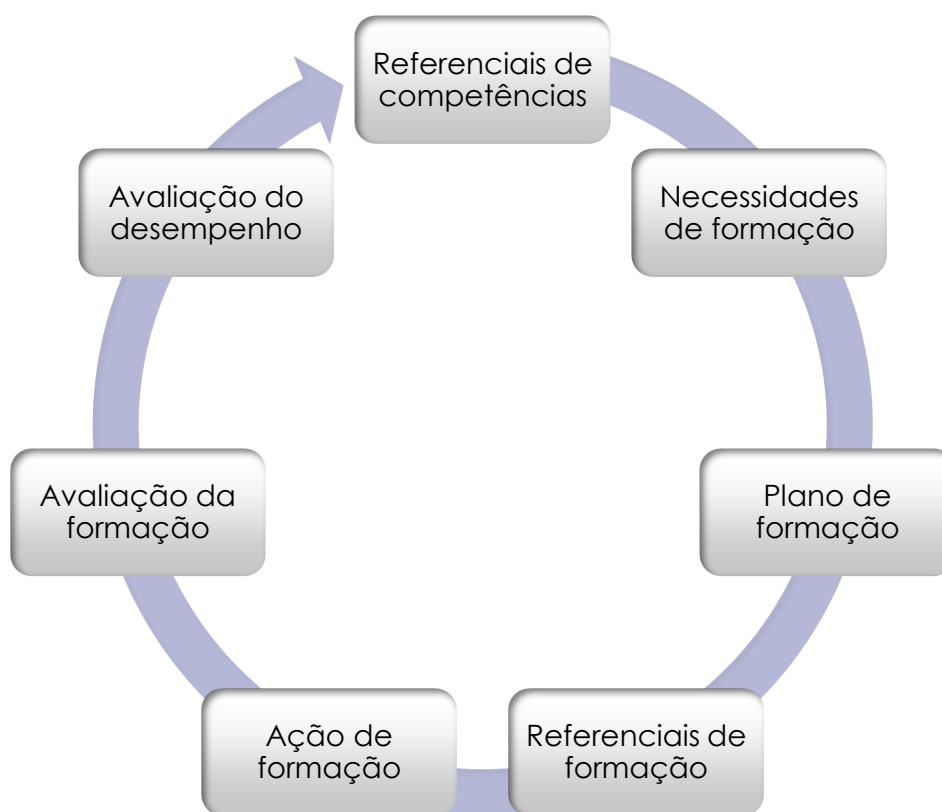 Referenciais de
competências
Necessidades
de formação
Plano de
formação
Referenciais de
formação
Ação de
formação
Avaliação da
formação
Avaliação do
desempenho